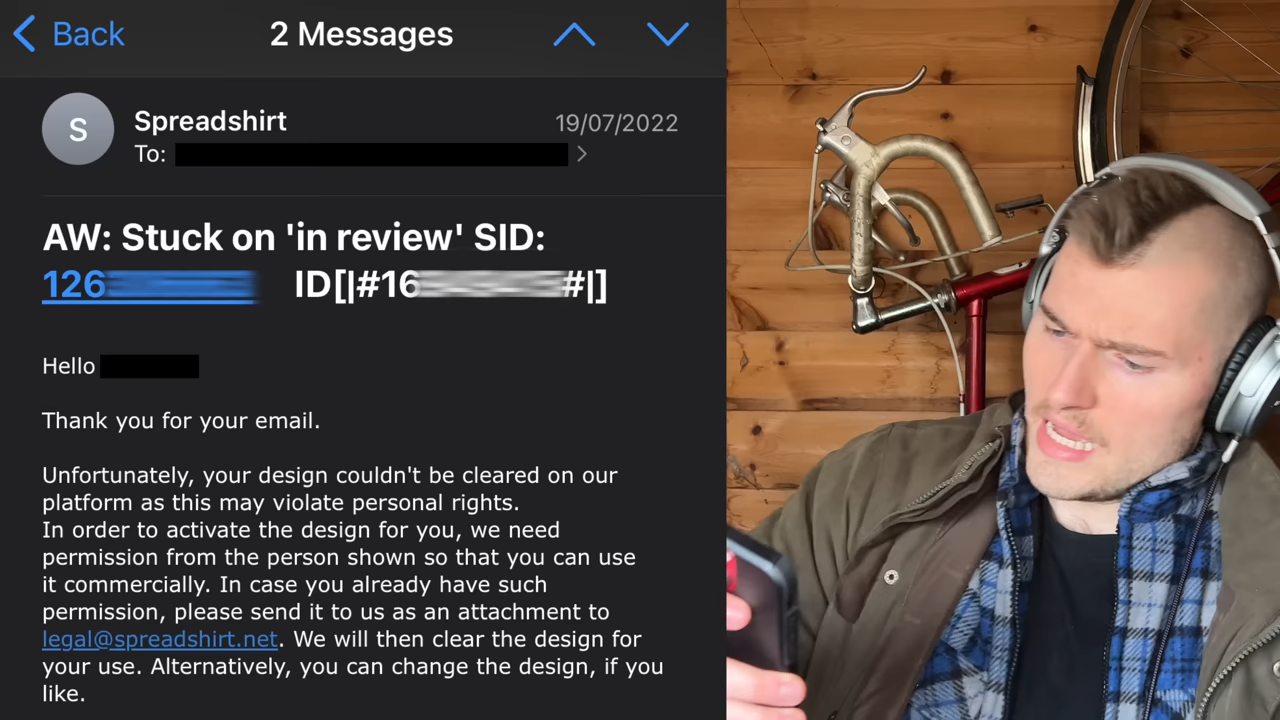 Back
2 Messages
S
Spreadshirt
19/07/2022
To:
AW: Stuck on 'in review' SID:
126 ID[|#16 #|]
Hello
Thank you for your email.
Unfortunately, your design couldn't be cleared on our
platform as this may violate personal rights.
In order to activate the design for you, we need
permission from the person shown so that you can use
it commercially. In case you already have such
permission, please send it to us as an attachment to
legal@spreadshirt.net. We will then clear the design for
your use. Alternatively, you can change the design, if you
like.